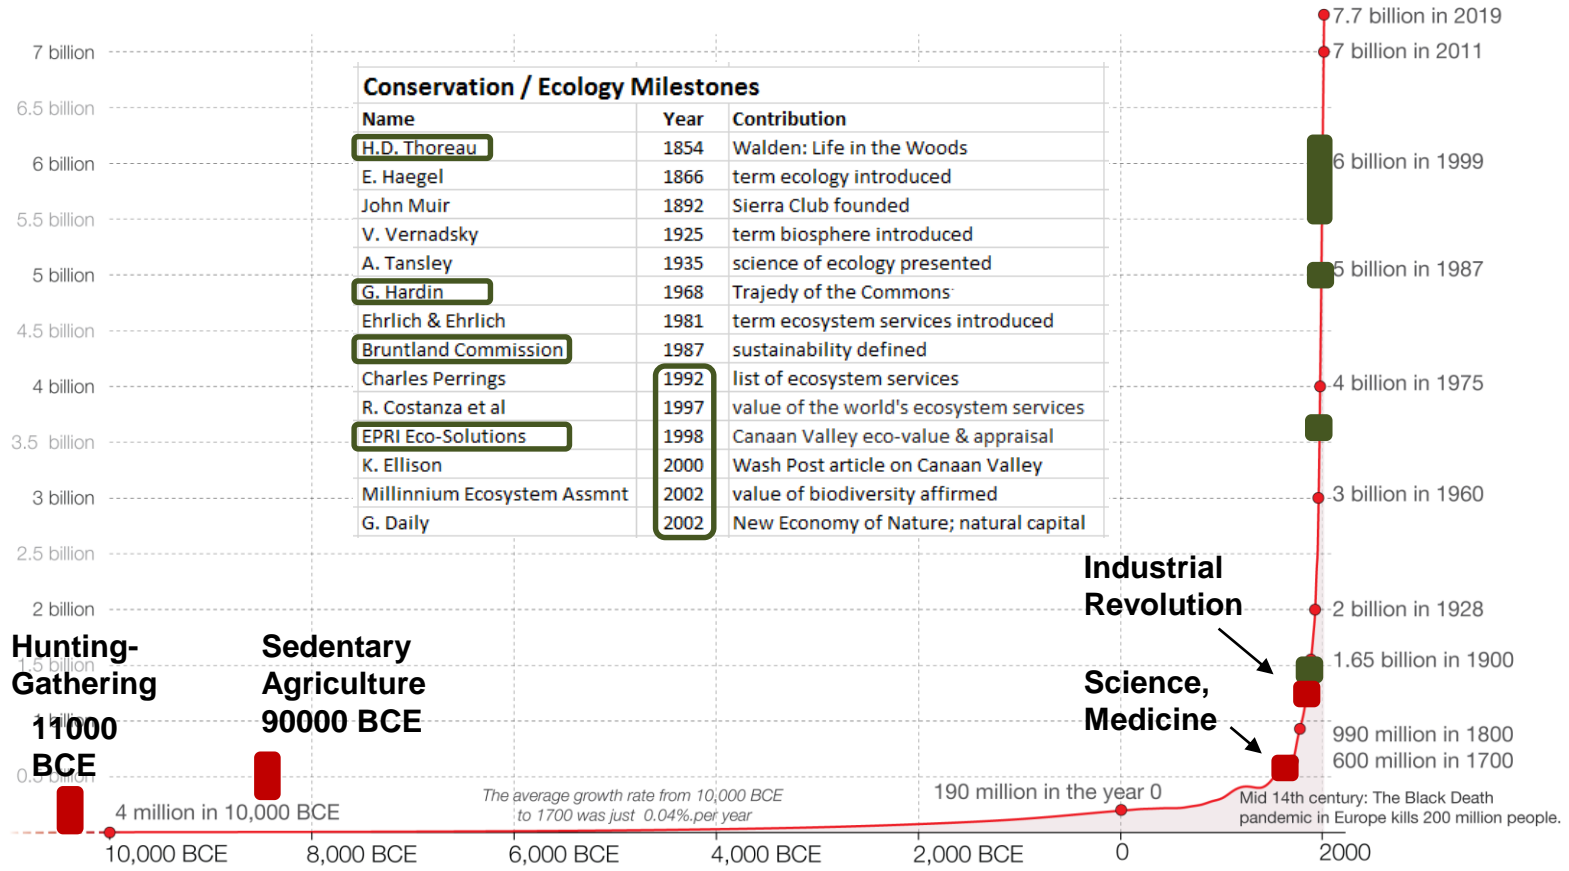 7.7 billion in 2019
7 billion
7 billion in 2011
Conservation / Ecology Milestones
6.5 billion
Name Year Contribution
H.D. Thoreau 1854 Walden: Life in the Woods
6 billion
6 billion in 1999
E. Haegel 1866 term ecology introduced
John Muir 1892 Sierra Club founded
5.5 billion
V. Vernadsky 1925 term biosphere introduced
A. Tansley 1935 science of ecology presented
5 billion
5 billion in 1987
G. Hardin 1968 Trajedy of the Commons
Ehrlich & Ehrlich 1981 term ecosystem services introduced
4.5 billion
Bruntland Commission 1987 sustainability defined
Charles Perrings 1992 list of ecosystem services
4 billion
4 billion in 1975
R. Costanza et al 1997 value of the world's ecosystem services
EPRI Eco-Solutions 1998 Canaan Valley eco-value & appraisal
3.5 billion
K. Ellison 2000 Wash Post article on Canaan Valley
Millinnium Ecosystem Assmnt 2002 value of biodiversity affirmed
3 billion
3 billion in 1960
G. Daily 2002 New Economy of Nature; natural capital
2.5 billion
Industrial
Revolution
2 billion
2 billion in 1928
Hunting-
Gathering
11000
BCE
1.5 billion
1 billion
0.5 billion
Sedentary
Agriculture
90000 BCE
1.65 billion in 1900
Science,
Medicine
990 million in 1800
600 million in 1700
4 million in 10,000 BCE
The average growth rate from 10,000 BCE
to 1700 was just 0.04%.per year
190 million in the year 0
Mid 14th century: The Black Death
pandemic in Europe kills 200 million people.
10,000 BCE 8,000 BCE 6,000 BCE 4,000 BCE 2,000 BCE 0 2000